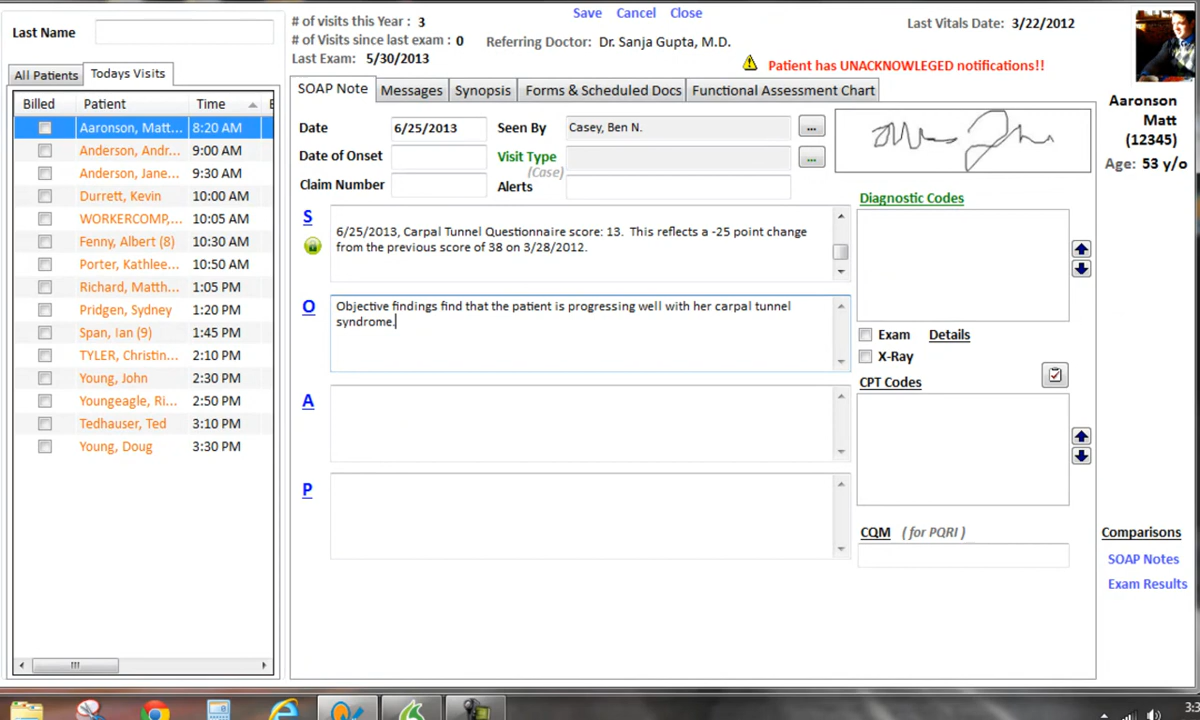 Last Name
All Patients
Todays Visits
Billed Patient Time E
Aaronson, Matt... 8:20 AM
Anderson, Andr... 9:00 AM
Anderson, Jane... 9:30 AM
Durrett, Kevin 10:00 AM
WORKERCOMP,... 10:05 AM
Fenny, Albert (8) 10:30 AM
Porter, Kathlee... 10:50 AM
Richard, Matth... 1:05 PM
Pridgen, Sydney 1:20 PM
Span, Ian (9) 1:45 PM
TYLER, Christin... 2:10 PM
Young, John 2:30 PM
Youngeagle, Ri... 2:50 PM
Tedhauser, Ted 3:10 PM
Young, Doug 3:30 PM
# of visits this Year : 3
# of Visits since last exam : 0
Last Exam: 5/30/2013
Save Cancel Close
Referring Doctor: Dr. Sanja Gupta, M.D.
Last Vitals Date: 3/22/2012
Patient has UNACKNOWLEGED notifications!!
SOAP Note
Messages
Synopsis
Forms & Scheduled Docs
Functional Assessment Chart
Date 6/25/2013
Seen By Casey, Ben N. ...
Date of Onset
Visit Type ...
(Case)
Claim Number
Alerts
S
6/25/2013, Carpal Tunnel Questionnaire score: 13. This reflects a -25 point change
from the previous score of 38 on 3/28/2012.
O
Objective findings find that the patient is progressing well with her carpal tunnel
syndrome.
A
P
Diagnostic Codes
Exam Details
X-Ray
CPT Codes
CQM ( for PQRI )
Aaronson
Matt
(12345)
Age: 53 y/o
Comparisons
SOAP Notes
Exam Results